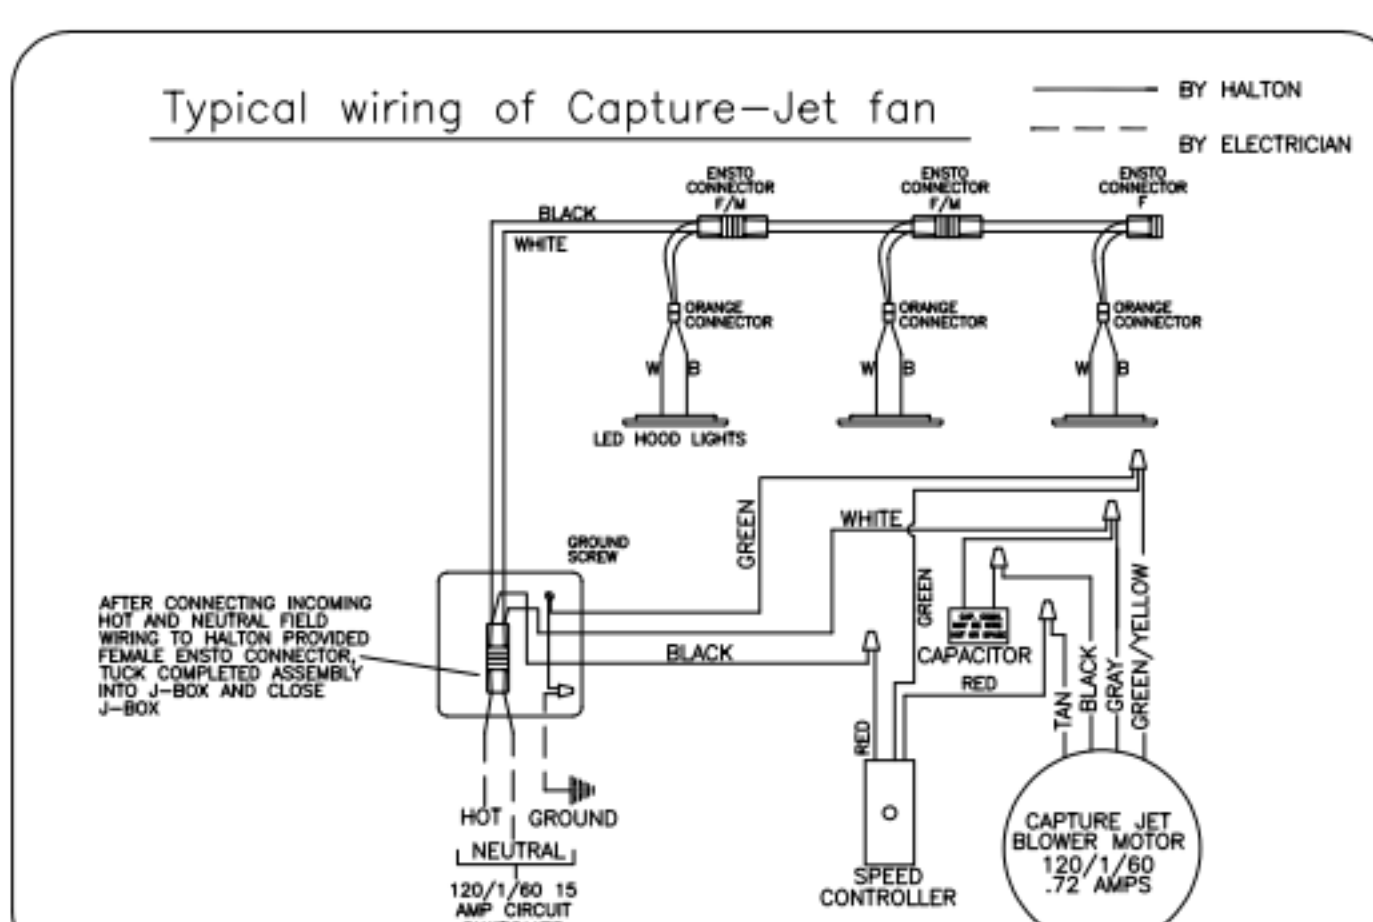 Typical wiring of Capture-Jet fan
BY HALTON
BY ELECTRICIAN
ENSTO
CONNECTOR
F/M
ENSTO
CONNECTOR
F/M
ENSTO
CONNECTOR
F
BLACK
WHITE
ORANGE
CONNECTOR
ORANGE
CONNECTOR
ORANGE
CONNECTOR
W B
W B
W B
LED HOOD LIGHTS
GREEN
WHITE
GROUND
SCREW
GREEN
GREEN/YELLOW
AFTER CONNECTING INCOMING
HOT AND NEUTRAL FIELD
WIRING TO HALTON PROVIDED
FEMALE ENSTO CONNECTOR,
TUCK COMPLETED ASSEMBLY
INTO J-BOX AND CLOSE
J-BOX
BLACK
CAPACITOR
RED
TAN
BLACK
GRAY
RED
HOT
GROUND
NEUTRAL
120/1/60 15
AMP CIRCUIT
SPEED
CONTROLLER
CAPTURE JET
BLOWER MOTOR
120/1/60
.72 AMPS